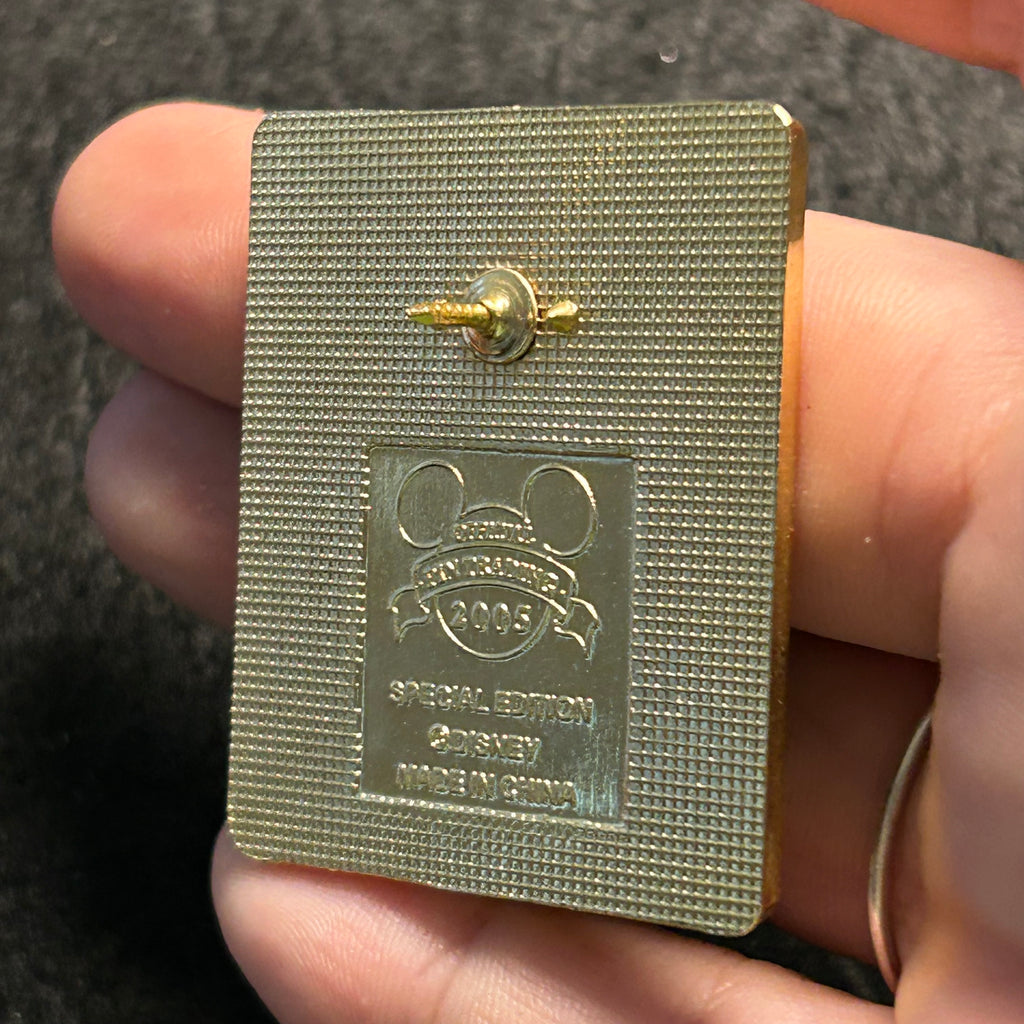 PIN TRADING
2005
SPECIAL EDITION
©DISNEY
MADE IN CHINA